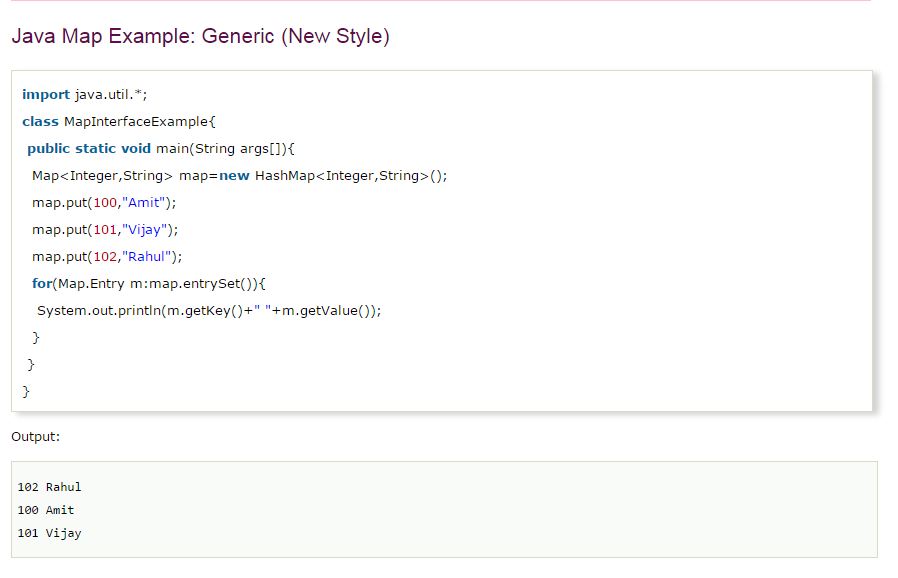 Java Map Example: Generic (New Style)
import java.util.*;
class MapInterfaceExample{
public static void main(String args[]){
Map<Integer,String> map=new HashMap<Integer,String>();
map.put(100,"Amit");
map.put(101,"Vijay");
map.put(102,"Rahul");
for(Map.Entry m:map.entrySet()){
System.out.println(m.getKey()+" "+m.getValue());
}
}
}
Output:
102 Rahul
100 Amit
101 Vijay